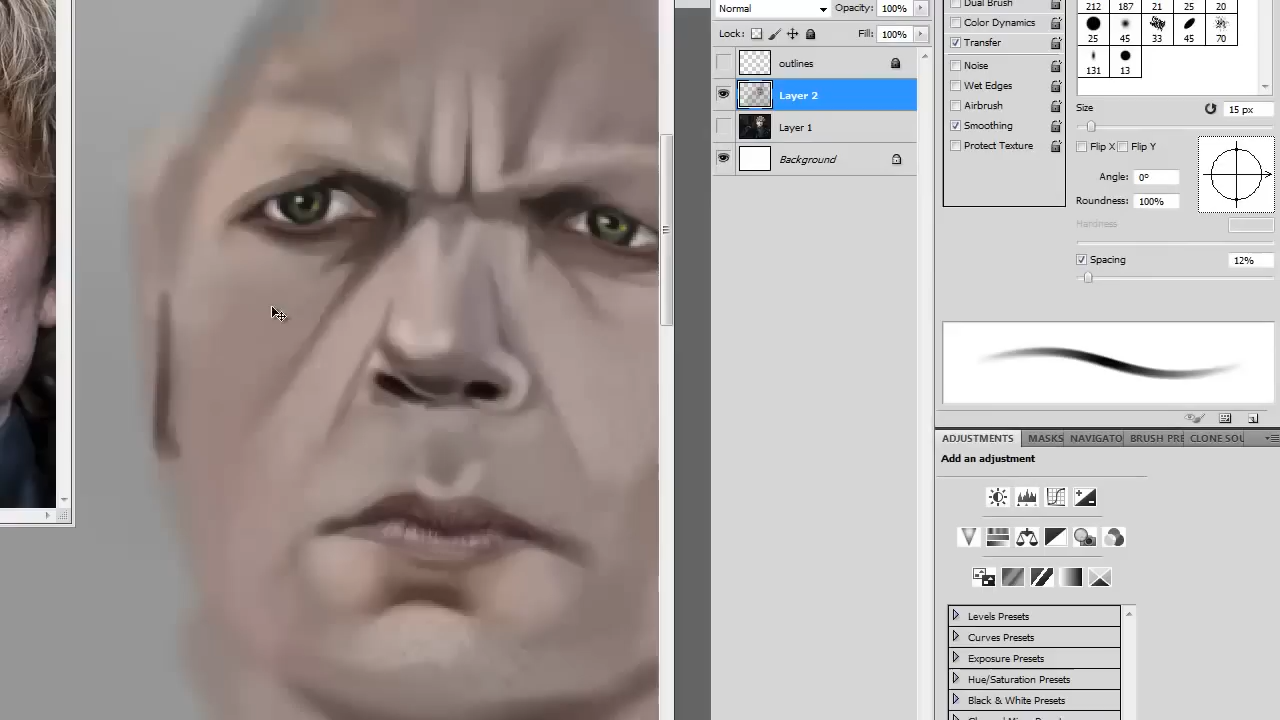 Normal Opacity: 100%
Lock: Fill: 100%
outlines
Layer 2
Layer 1
Background
Dual Brush
Color Dynamics
Transfer
Noise
Wet Edges
Airbrush
Smoothing
Protect Texture
212 187 21 25 20
25 45 33 45 70
131 13
Size 15 px
Flip X Flip Y
Angle: 0º
Roundness: 100%
Hardness
Spacing 12%
ADJUSTMENTS MASKS NAVIGATO BRUSH PRE CLONE SOU
Add an adjustment
Levels Presets
Curves Presets
Exposure Presets
Hue/Saturation Presets
Black & White Presets